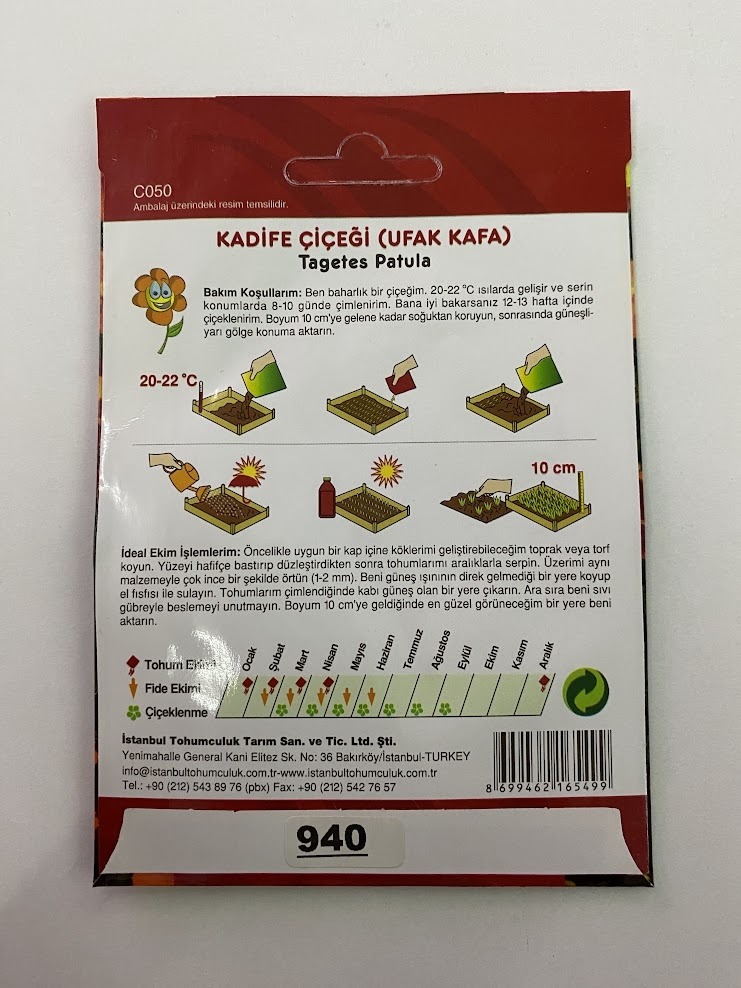 C050
Ambalaj üzerindeki resim temsilidir.
KADİFE ÇİÇEĞİ (UFAK KAFA)
Tagetes Patula
Bakım Koşullarım: Ben baharlık bir çiçeğim. 20-22 °C ısılarda gelişir ve serin
konumlarda 8-10 günde çimlenirim. Bana iyi bakarsanız 12-13 hafta içinde
çiçeklenirim. Boyum 10 cm'ye gelene kadar soğuktan koruyun, sonrasında güneşli-
yarı gölge konuma aktarın.
20-22 °C
10 cm
İdeal Ekim İşlemlerim: Öncelikle uygun bir kap içine köklerimi geliştirebileceğim toprak veya torf
koyun. Yüzeyi hafifçe bastırıp düzleştirdikten sonra tohumlarımı aralıklarla serpin. Üzerimi aynı
malzemeyle çok ince bir şekilde örtün (1-2 mm). Beni güneş ışınının direk gelmediği bir yere koyup
el fısfısı ile sulayın. Tohumlarım çimlendiğinde kabı güneş olan bir yere çıkarın. Ara sıra beni sıvı
gübreyle beslemeyi unutmayın. Boyum 10 cm'ye geldiğinde en güzel görüneceğim bir yere beni
aktarın.
Ocak Şubat Mart Nisan Mayıs Haziran Temmuz Ağustos Eylül Ekim Kasım Aralık
Tohum Ekimi
Fide Ekimi
Çiçeklenme
İstanbul Tohumculuk Tarım San. ve Tic. Ltd. Şti.
Yenimahalle General Kani Elitez Sk. No: 36 Bakırköy/İstanbul-TURKEY
info@istanbultohumculuk.com.tr-www.istanbultohumculuk.com.tr
Tel.: +90 (212) 543 89 76 (pbx) Fax: +90 (212) 542 76 57
8 699462 165499
940